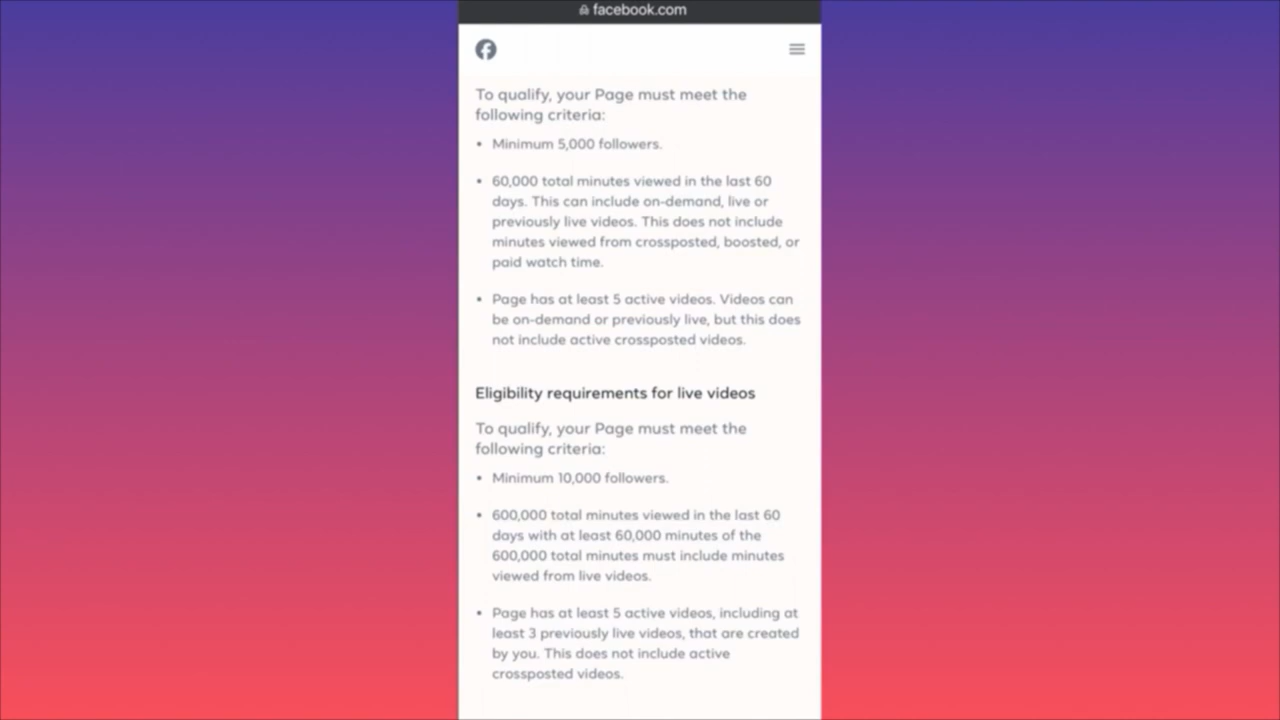 facebook.com
To qualify, your Page must meet the
following criteria:
• Minimum 5,000 followers.
• 60,000 total minutes viewed in the last 60
days. This can include on-demand, live or
previously live videos. This does not include
minutes viewed from crossposted, boosted, or
paid watch time.
• Page has at least 5 active videos. Videos can
be on-demand or previously live, but this does
not include active crossposted videos.
Eligibility requirements for live videos
To qualify, your Page must meet the
following criteria:
• Minimum 10,000 followers.
• 600,000 total minutes viewed in the last 60
days with at least 60,000 minutes of the
600,000 total minutes must include minutes
viewed from live videos.
• Page has at least 5 active videos, including at
least 3 previously live videos, that are created
by you. This does not include active
crossposted videos.